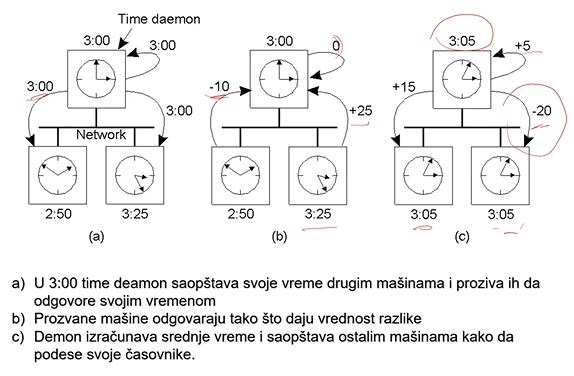 Time daemon
3:00 3:00
3:00
3:00
Network
2:50 3:25
(a)
3:00 0
-10
+25
2:50 3:25
(b)
3:05 +5
+15
-20
3:05 3:05
(c)
a) U 3:00 time deamon saopštava svoje vreme drugim mašinama i proziva ih da
odgovore svojim vremenom
b) Prozvane mašine odgovaraju tako što daju vrednost razlike
c) Demon izračunava srednje vreme i saopštava ostalim mašinama kako da
podese svoje časovnike.